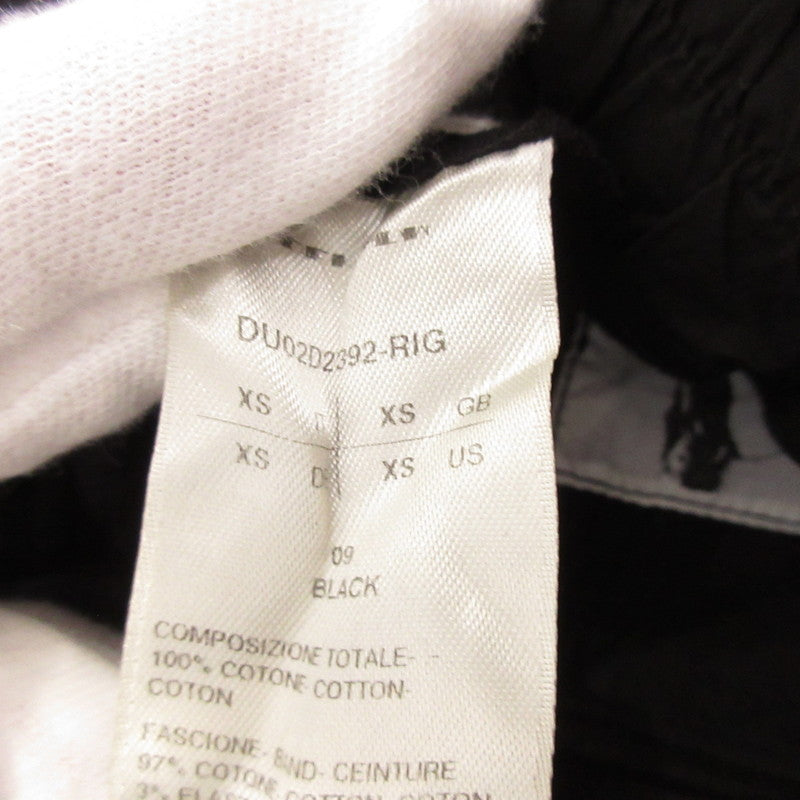 DU02D2392-RIG
XS XS GB
XS D XS US
09
BLACK
COMPOSIZIONE TOTALE-
100% COTONE COTTON-
COTON
FASCIONE- BAND- CEINTURE
97% COTONE COTTON
3%